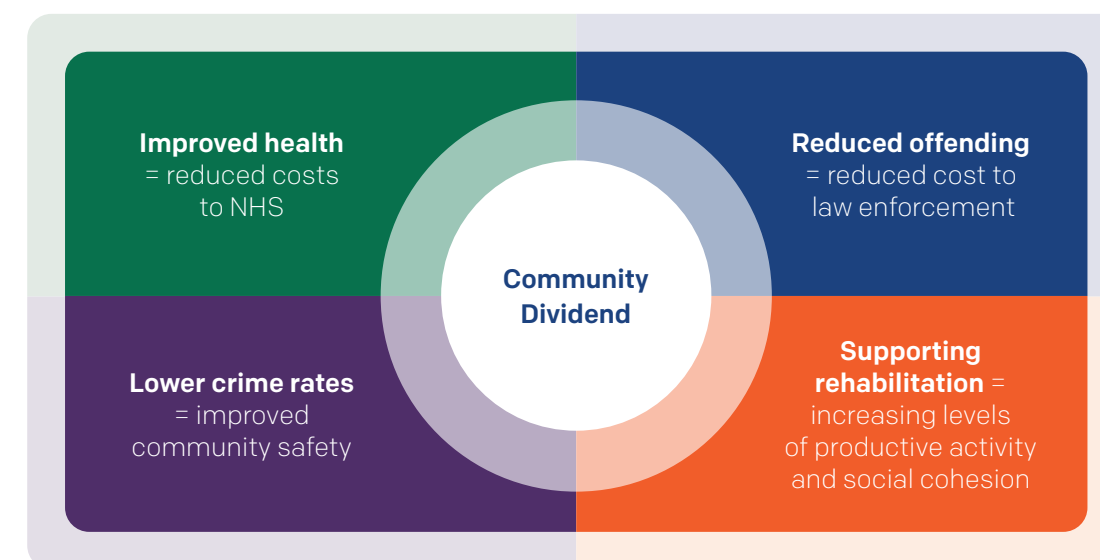 Improved health
= reduced costs
to NHS
Reduced offending
= reduced cost to
law enforcement
Community
Dividend
Lower crime rates
= improved
community safety
Supporting
rehabilitation =
increasing levels
of productive activity
and social cohesion